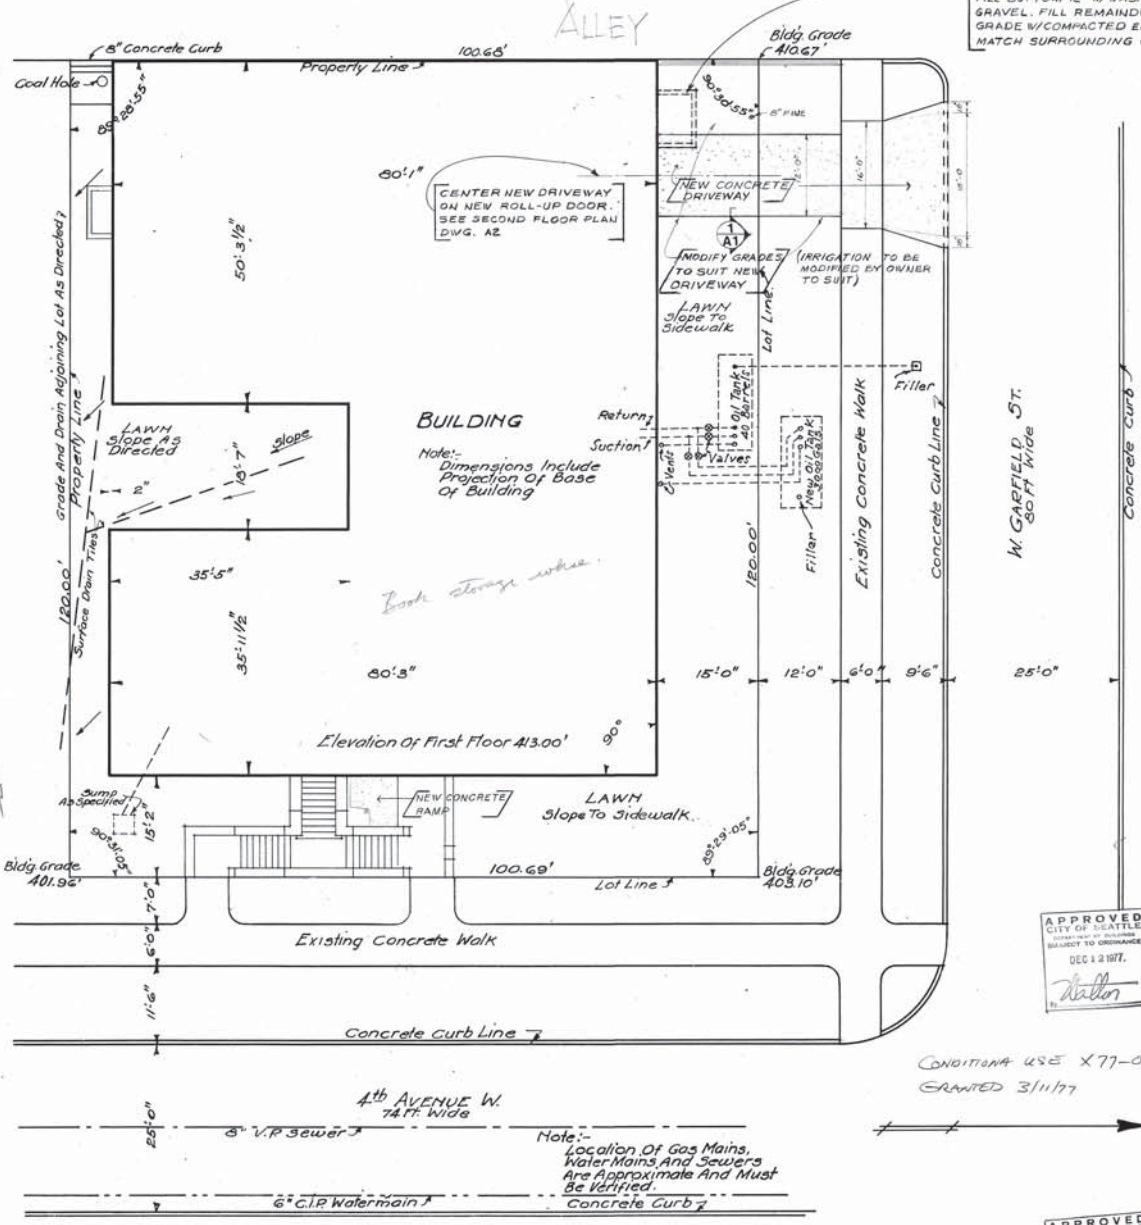 ALLEY
GRAVEL. FILL REMAIND
GRADE W/COMPACTED E
MATCH SURROUNDING
8" Concrete Curb
100.68'
Property Line
Bldg. Grade
410.67'
Coal Hole
89°-28'-55"
90°-30'-55"
8" PINE
80'-1"
CENTER NEW DRIVEWAY
ON NEW ROLL-UP DOOR.
SEE SECOND FLOOR PLAN
DWG. A2
NEW CONCRETE
DRIVEWAY
12'-0"
16'-0"
18'-0
1
A1
MODIFY GRADES
TO SUIT NEW
DRIVEWAY
(IRRIGATION TO BE
MODIFIED BY OWNER
TO SUIT)
50'-3 1/2"
LAWN
Slope To
Sidewalk
Lot Line
Grade And Drain Adjoining Lot As Directed
Property Line
Filler
LAWN
Slope As
Directed
Slope
18'-7"
2"
BUILDING
Note:-
Dimensions Include
Projection Of Base
Of Building
Return
Suction
Vents
Valves
Oil Tank
40 Barrels
New Oil Tank
2000 Gals.
Filler
120.00'
Existing Concrete Walk
Concrete Curb Line
W. GARFIELD ST.
80 Ft Wide
Concrete Curb
120.00'
Surface Drain Tiles
35'-5"
35'-11 1/2"
Book storage whse.
80'-3"
15'-0"
12'-0"
6'-0"
9'-6"
25'-0"
Elevation Of First Floor 413.00'
90°
Sump
As Specified
15'-2"
NEW CONCRETE
RAMP
LAWN
Slope To Sidewalk.
90°-31'-05"
89°-29'-05"
Bldg. Grade
401.96'
100.69'
Lot Line
Bldg. Grade
403.10'
7'-0"
6'-0"
Existing Concrete Walk
11'-6"
Concrete Curb Line
APPROVED
CITY OF SEATTLE
DEPARTMENT OF BUILDINGS
SUBJECT TO ORDINANCE
DEC 13 1977.
CONDITIONA USE X77-0
GRANTED 3/11/77
4th AVENUE W.
74 Ft. Wide
25'-0"
8" V.P. Sewer
Note:-
Location Of Gas Mains,
Water Mains And Sewers
Are Approximate And Must
Be Verified.
6" C.I.P. Watermain
Concrete Curb
APPROVED